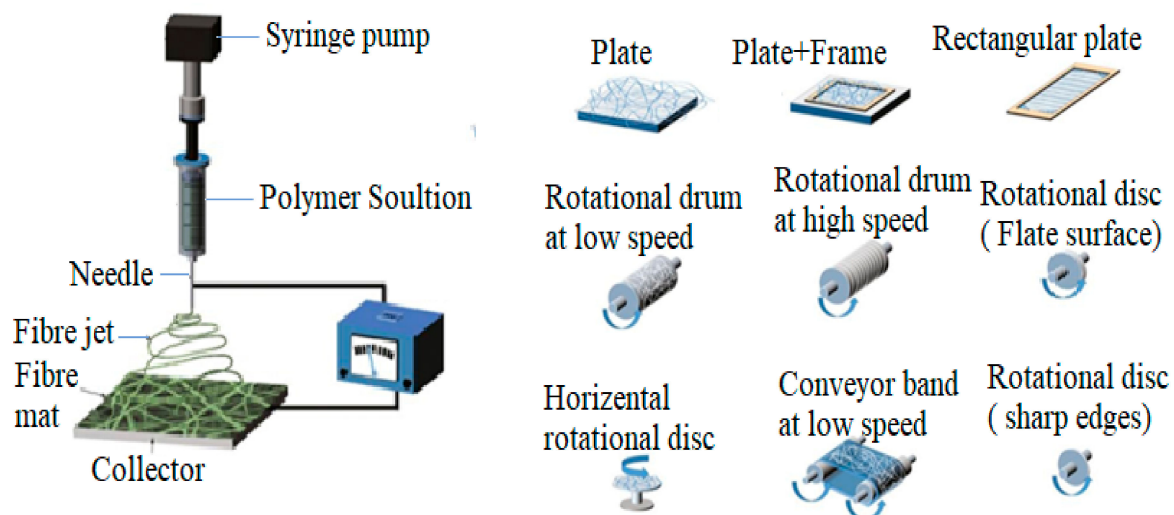 Syringe pump
Polymer Soultion
Needle
Fibre jet
Fibre
mat
Collector
Plate
Plate+Frame
Rectangular plate
Rotational drum
at low speed
Rotational drum
at high speed
Rotational disc
( Flate surface)
Horizental
rotational disc
Conveyor band
at low speed
Rotational disc
( sharp edges)